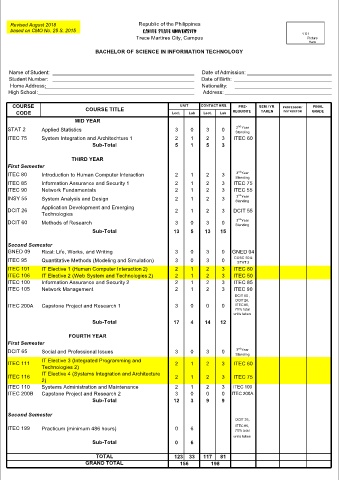 Revised August 2018
based on CMO No. 25 S. 2015
Republic of the Philippines
CAVITE STATE UNIVERSITY
Trece Martires City, Campus
1 X 1
Picture
Here
BACHELOR OF SCIENCE IN INFORMATION TECHNOLOGY
Name of Student: Date of Admission:
Student Number: Date of Birth:
Home Address: Nationality:
High School: Address:
COURSE CODE COURSE TITLE UNIT CONTACT HRS PRE-REQUISITE SEM / YR TAKEN FINAL GRADE
Lect. Lab Lect. Lab
MID YEAR
STAT 2 Applied Statistics 3 0 3 0 2nd Year Standing
ITEC 75 System Integration and Architecture 1 2 1 2 3 ITEC 60
Sub-Total 5 1 5 3
THIRD YEAR
First Semester
ITEC 80 Introduction to Human Computer Interaction 2 1 2 3 3rd Year Standing
ITEC 85 Information Assurance and Security 1 2 1 2 3 ITEC 75
ITEC 90 Network Fundamentals 2 1 2 3 ITEC 55
INSY 55 System Analysis and Design 2 1 2 3 3rd Year Standing
DCIT 26 Application Development and Emerging Technologies 2 1 2 3 DCIT 55
DCIT 60 Methods of Research 3 0 3 0 3rd Year Standing
Sub-Total 13 5 13 15
Second Semester
GNED 09 Rizal: Life, Works, and Writing 3 0 3 0 GNED 04
ITEC 95 Quantitative Methods (Modeling and Simulation) 3 0 3 0 STAT 2
ITEC 101 IT Elective 1 (Human Computer Interaction 2) 2 1 2 3 ITEC 80
ITEC 106 IT Elective 2 (Web System and Technologies 2) 2 1 2 3 ITEC 50
ITEC 100 Information Assurance and Security 2 2 1 2 3 ITEC 85
ITEC 105 Network Management 2 1 2 3 ITEC 90
ITEC 200A Capstone Project and Research 1 3 0 0 0 DCIT 60, DCIT 26, ITEC 85, 70% total units taken
Sub-Total 17 4 14 12
FOURTH YEAR
First Semester
DCIT 65 Social and Professional Issues 3 0 3 0 4th Year Standing
ITEC 111 IT Elective 3 (Integrated Programming and Technologies 2) 2 1 2 3 ITEC 60
ITEC 116 IT Elective 4 (Systems Integration and Architecture 2) 2 1 2 3 ITEC 75
ITEC 110 Systems Administration and Maintenance 2 1 2 3 ITEC 100
ITEC 200B Capstone Project and Research 2 3 0 0 0 ITEC 200A
Sub-Total 12 3 9 9
Second Semester
ITEC 199 Practicum (minimum 486 hours) 0 6 ITEC 85, 70% total units taken
Sub-Total 0 6
TOTAL 123 33 117 81
GRAND TOTAL 156 198